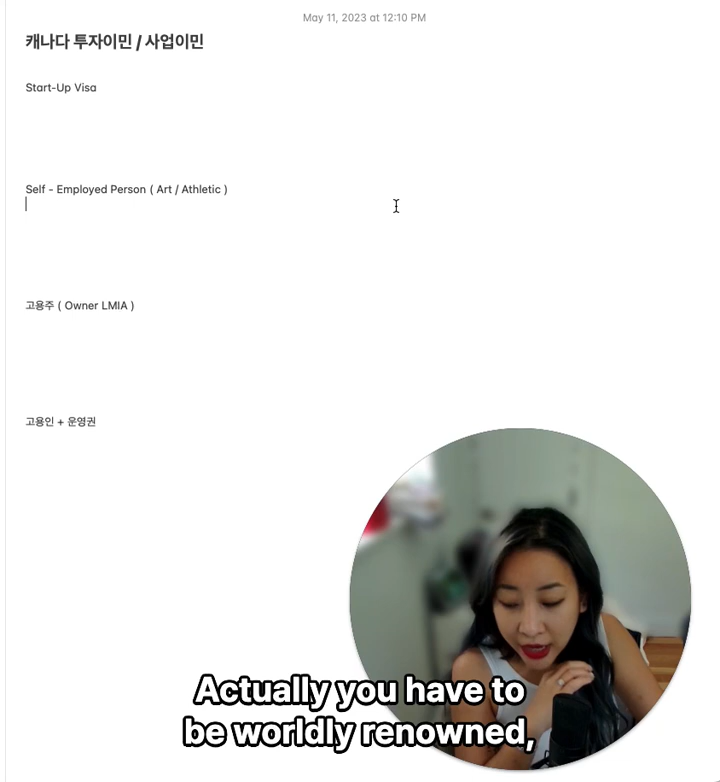 May 11, 2023 at 12:10 PM
캐나다 투자이민 / 사업이민
Start-Up Visa
Self - Employed Person ( Art / Athletic )
고용주 ( Owner LMIA )
고용인 + 운영권
Actually you have to
be worldly renowned,